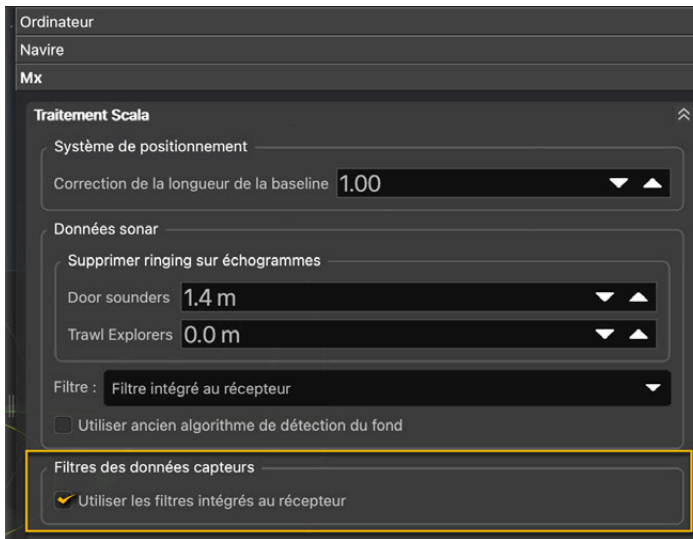 Ordinateur
Navire
Mx
Traitement Scala
Système de positionnement
Correction de la longueur de la baseline 1.00
Données sonar
Supprimer ringing sur échogrammes
Door sounders 1.4 m
Trawl Explorers 0.0 m
Filtre : Filtre intégré au récepteur
Utiliser ancien algorithme de détection du fond
Filtres des données capteurs
Utiliser les filtres intégrés au récepteur